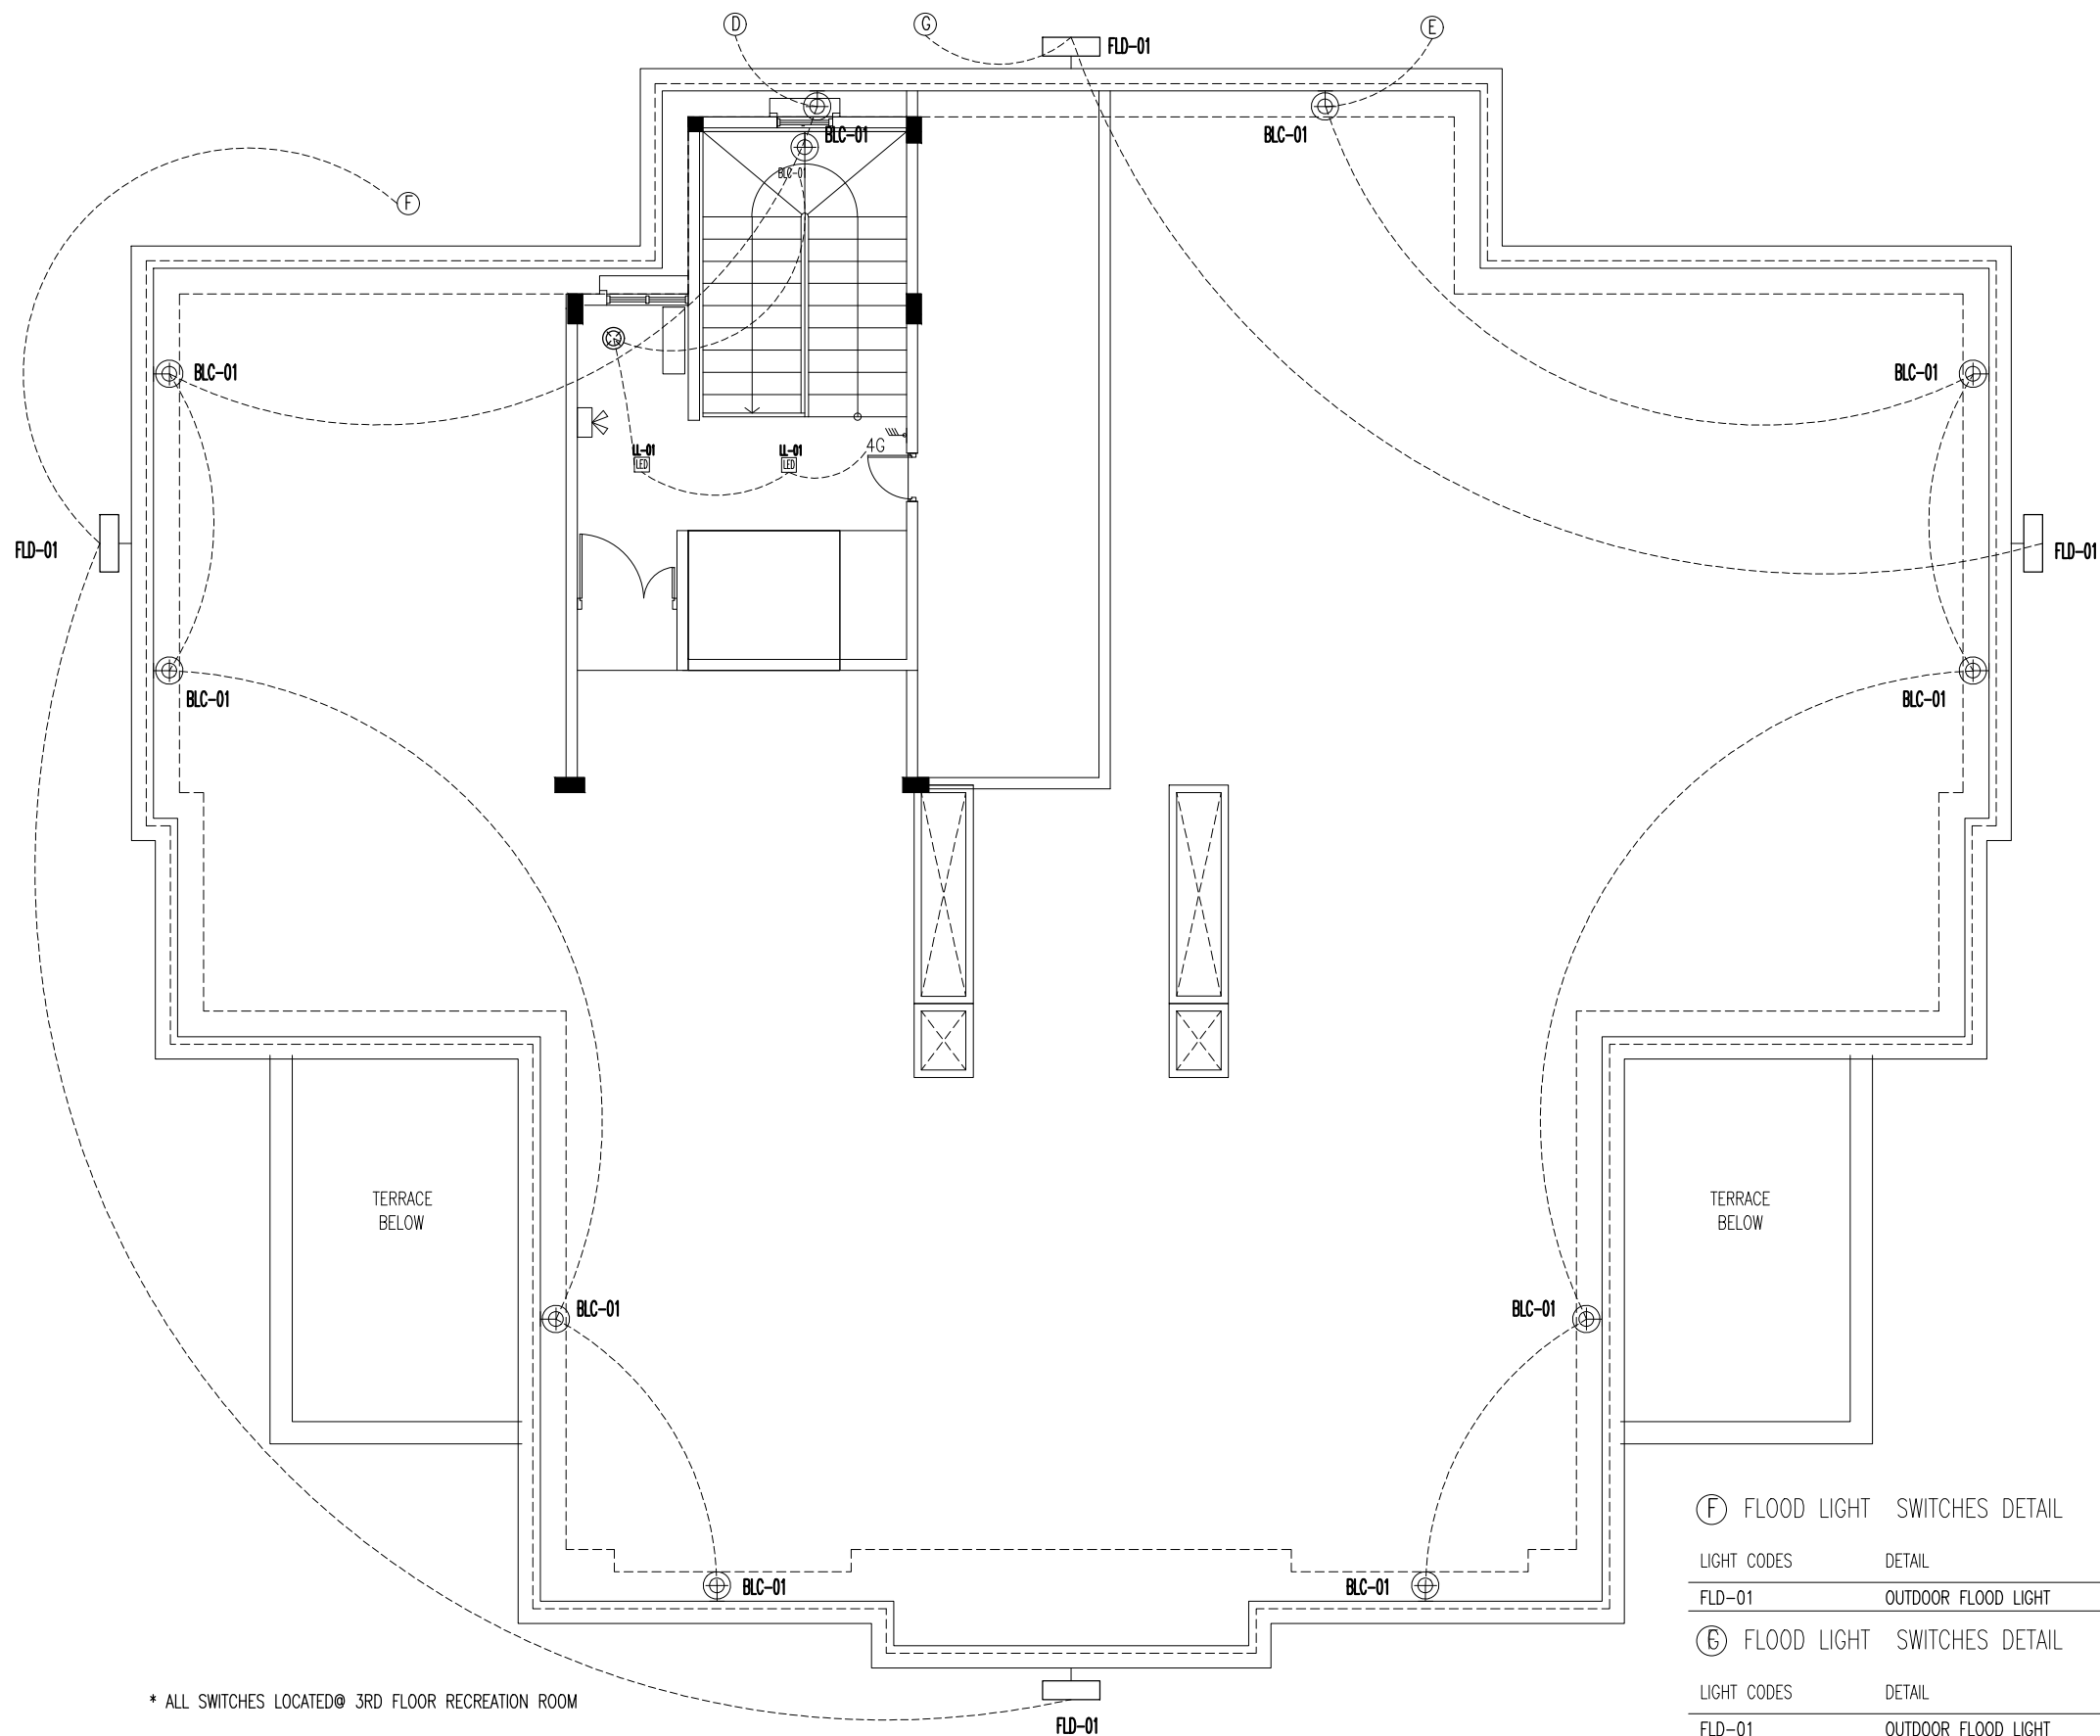 D
G
E
FLD-01
BLC-01
BLC-01
BLC-01
F
BLC-01
BLC-01
4G
LL-01
LED
LL-01
LED
FLD-01
FLD-01
BLC-01
BLC-01
TERRACE
BELOW
TERRACE
BELOW
BLC-01
BLC-01
F FLOOD LIGHT SWITCHES DETAIL
LIGHT CODES DETAIL
BLC-01
BLC-01
FLD-01 OUTDOOR FLOOD LIGHT
G FLOOD LIGHT SWITCHES DETAIL
LIGHT CODES DETAIL
* ALL SWITCHES LOCATED@ 3RD FLOOR RECREATION ROOM
FLD-01
FLD-01 OUTDOOR FLOOD LIGHT